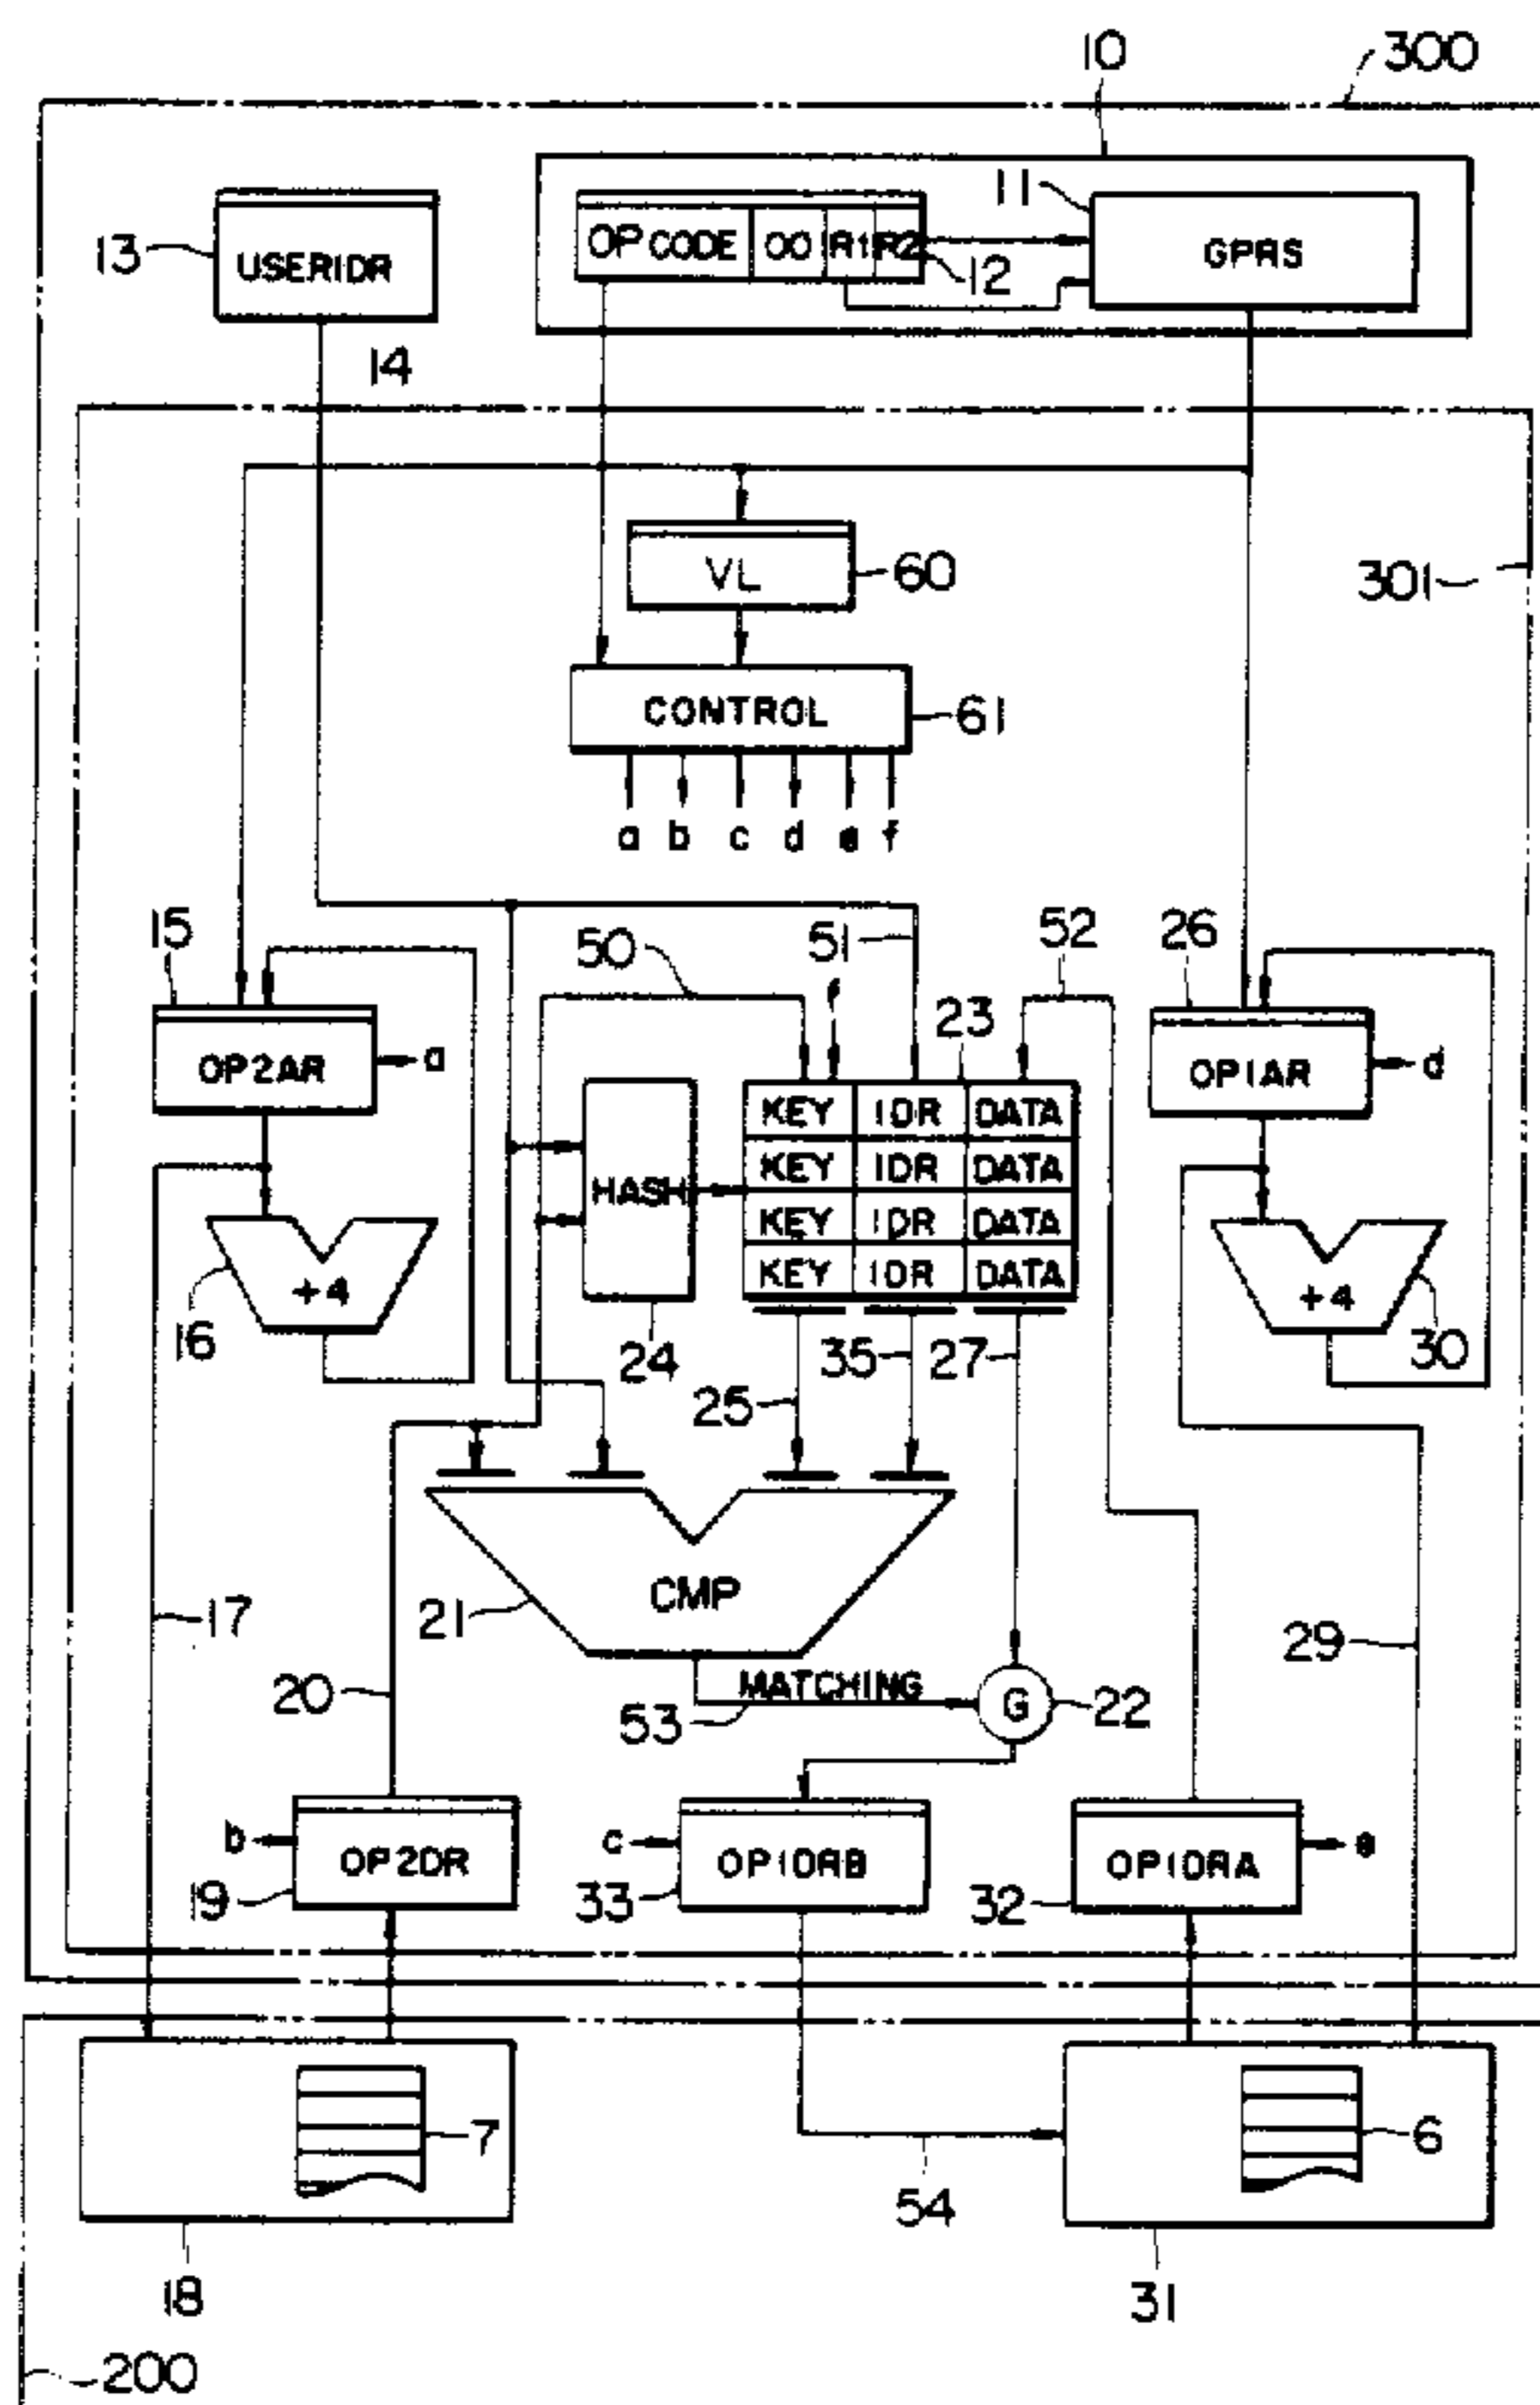 10
300
11
OP CODE 00 R1 R2
12
GPRS
13
USERIDR
14
VL
60
301
CONTROL
61
a b c d e f
15
50
51
52
26
f
23
OP2AR
a
OP1AR
d
HASH
KEY IDR DATA
KEY IDR DATA
KEY IDR DATA
KEY IDR DATA
+4
+4
16
24
35
27
30
25
CMP
21
17
29
20
MATCHING
53
G
22
b
OP2DR
c
OP1DRB
OP1DRA
e
19
33
32
7
6
54
18
31
200